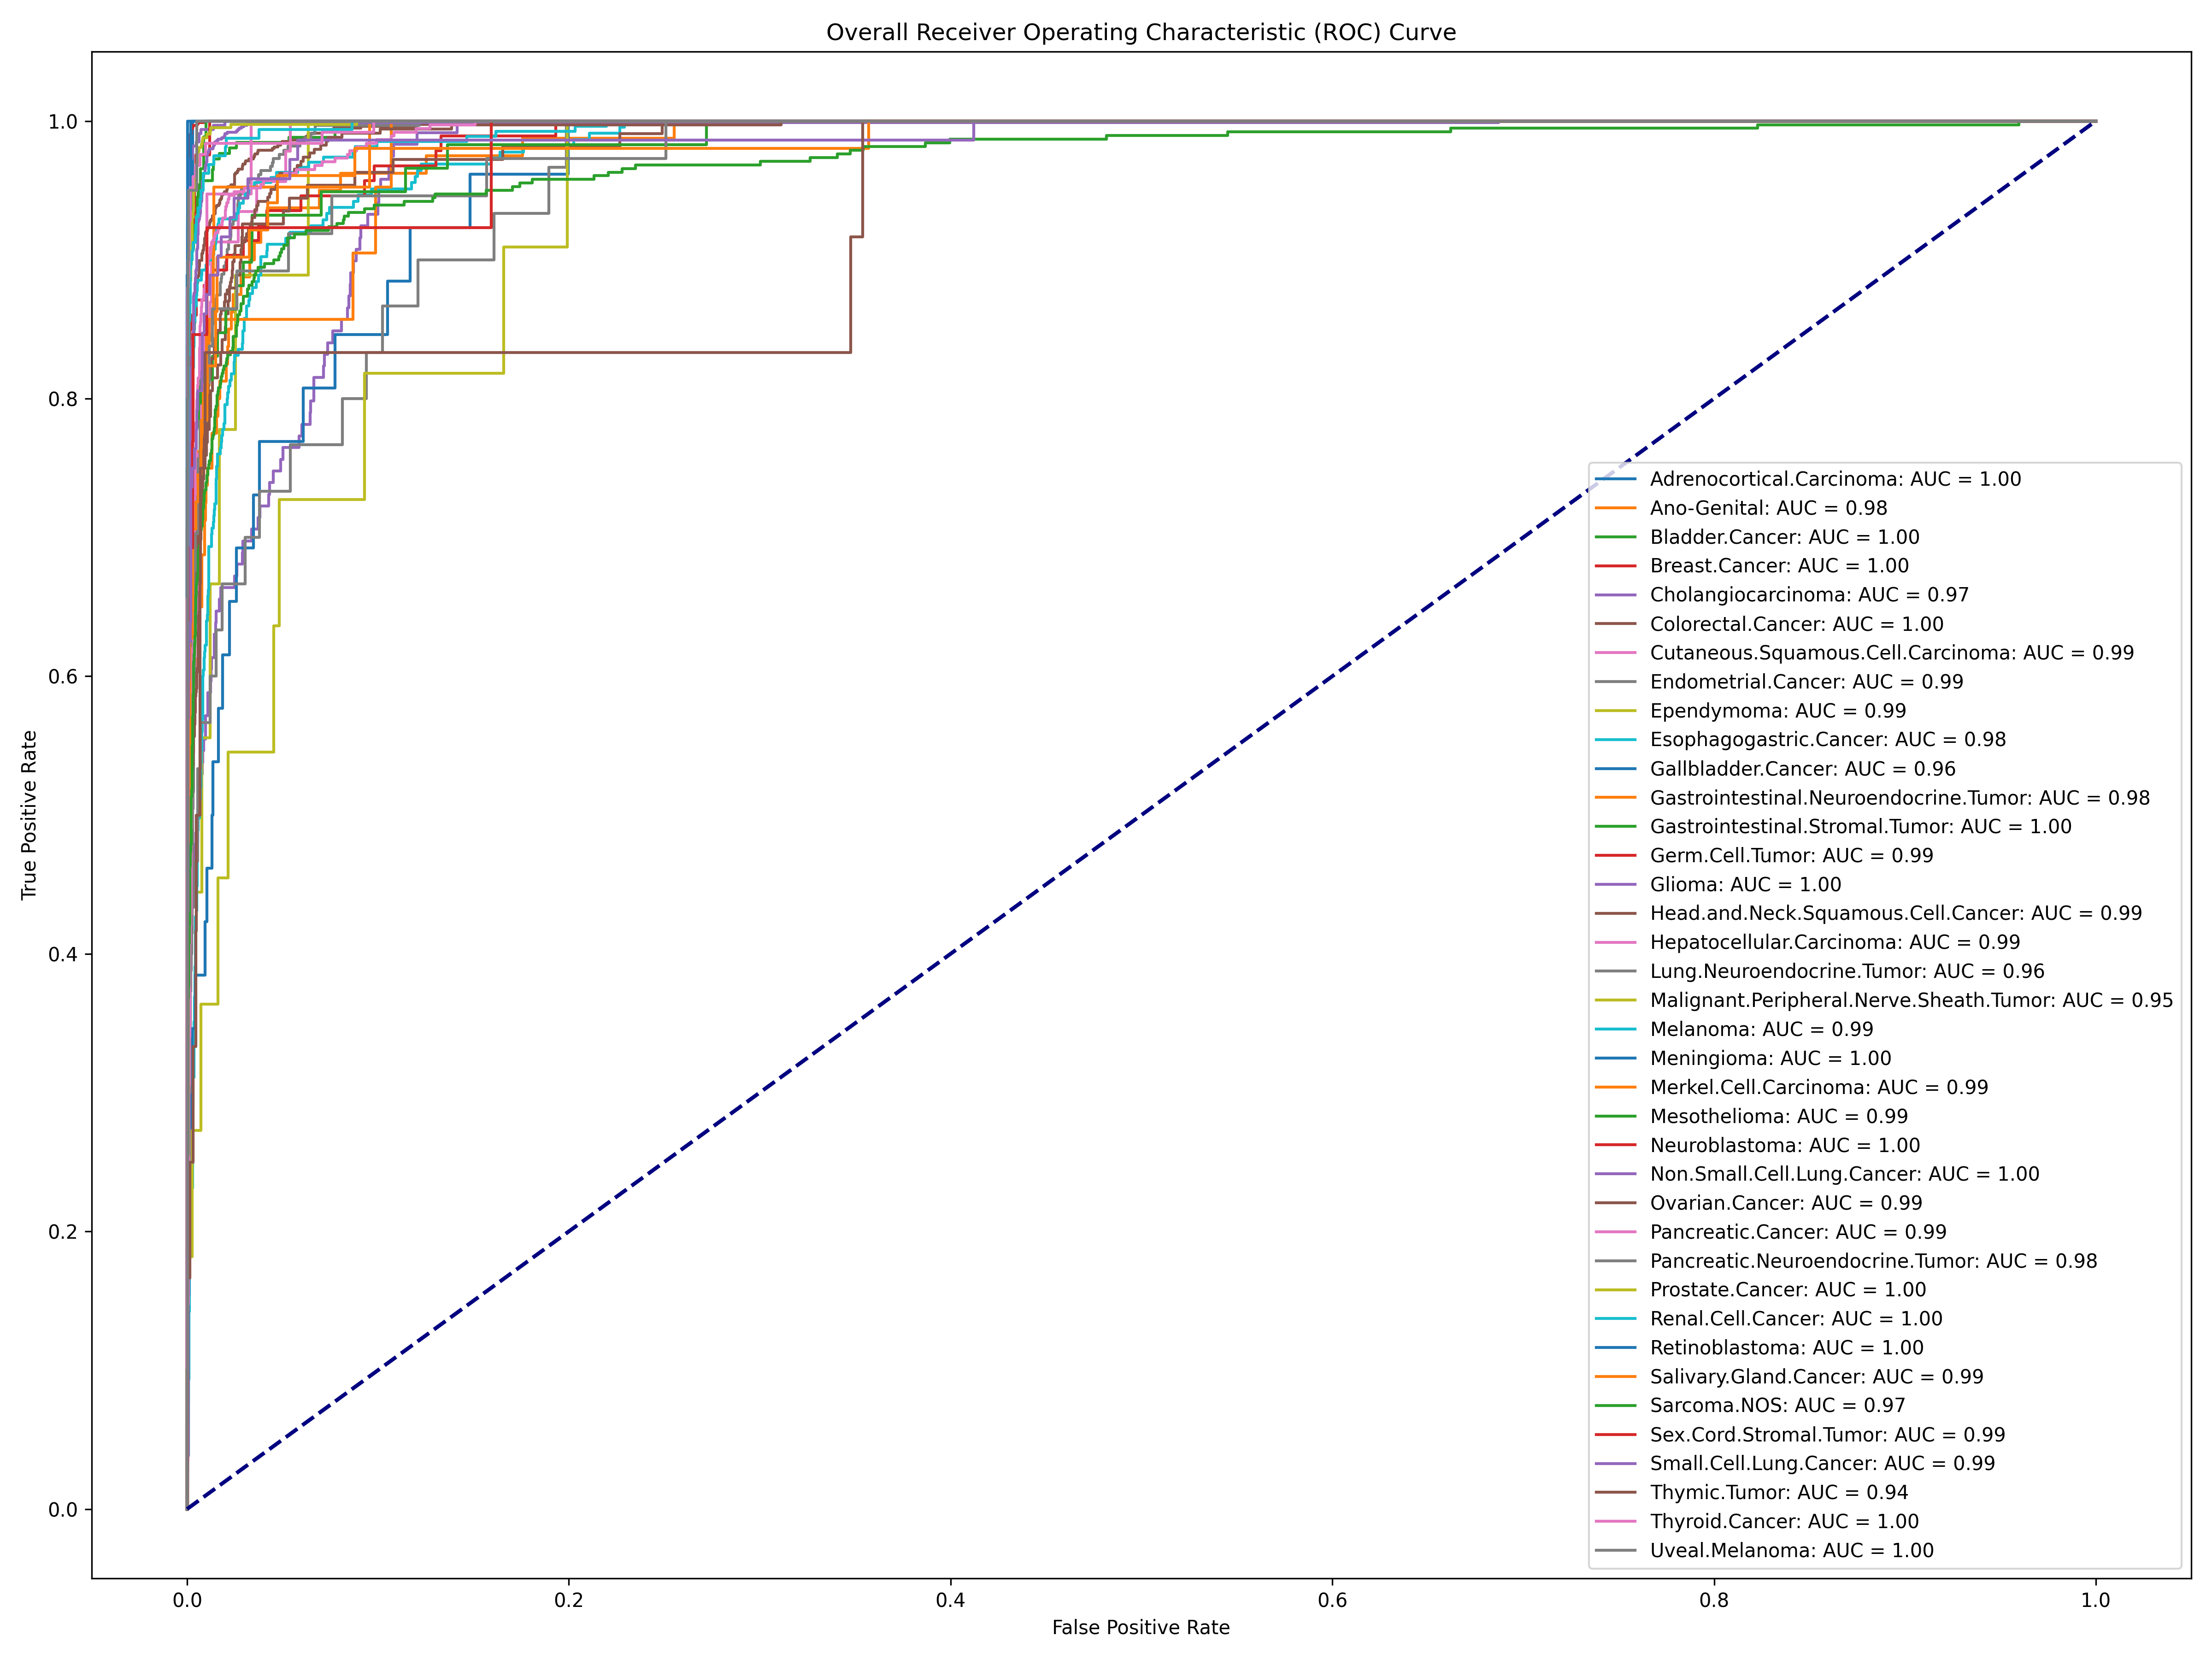 Overall Receiver Operating Characteristic (ROC) Curve
1.0
0.8
0.6
0.4
0.2
0.0
True Positive Rate
Adrenocortical.Carcinoma: AUC = 1.00
Ano-Genital: AUC = 0.98
Bladder.Cancer: AUC = 1.00
Breast.Cancer: AUC = 1.00
Cholangiocarcinoma: AUC = 0.97
Colorectal.Cancer: AUC = 1.00
Cutaneous.Squamous.Cell.Carcinoma: AUC = 0.99
Endometrial.Cancer: AUC = 0.99
Ependymoma: AUC = 0.99
Esophagogastric.Cancer: AUC = 0.98
Gallbladder.Cancer: AUC = 0.96
Gastrointestinal.Neuroendocrine.Tumor: AUC = 0.98
Gastrointestinal.Stromal.Tumor: AUC = 1.00
Germ.Cell.Tumor: AUC = 0.99
Glioma: AUC = 1.00
Head.and.Neck.Squamous.Cell.Cancer: AUC = 0.99
Hepatocellular.Carcinoma: AUC = 0.99
Lung.Neuroendocrine.Tumor: AUC = 0.96
Malignant.Peripheral.Nerve.Sheath.Tumor: AUC = 0.95
Melanoma: AUC = 0.99
Meningioma: AUC = 1.00
Merkel.Cell.Carcinoma: AUC = 0.99
Mesothelioma: AUC = 0.99
Neuroblastoma: AUC = 1.00
Non.Small.Cell.Lung.Cancer: AUC = 1.00
Ovarian.Cancer: AUC = 0.99
Pancreatic.Cancer: AUC = 0.99
Pancreatic.Neuroendocrine.Tumor: AUC = 0.98
Prostate.Cancer: AUC = 1.00
Renal.Cell.Cancer: AUC = 1.00
Retinoblastoma: AUC = 1.00
Salivary.Gland.Cancer: AUC = 0.99
Sarcoma.NOS: AUC = 0.97
Sex.Cord.Stromal.Tumor: AUC = 0.99
Small.Cell.Lung.Cancer: AUC = 0.99
Thymic.Tumor: AUC = 0.94
Thyroid.Cancer: AUC = 1.00
Uveal.Melanoma: AUC = 1.00
0.0 0.2 0.4 0.6 0.8 1.0
False Positive Rate